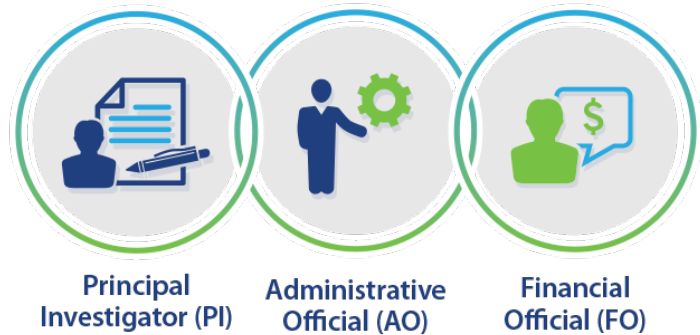 $
Principal
Investigator (PI)
Administrative
Official (AO)
Financial
Official (FO)